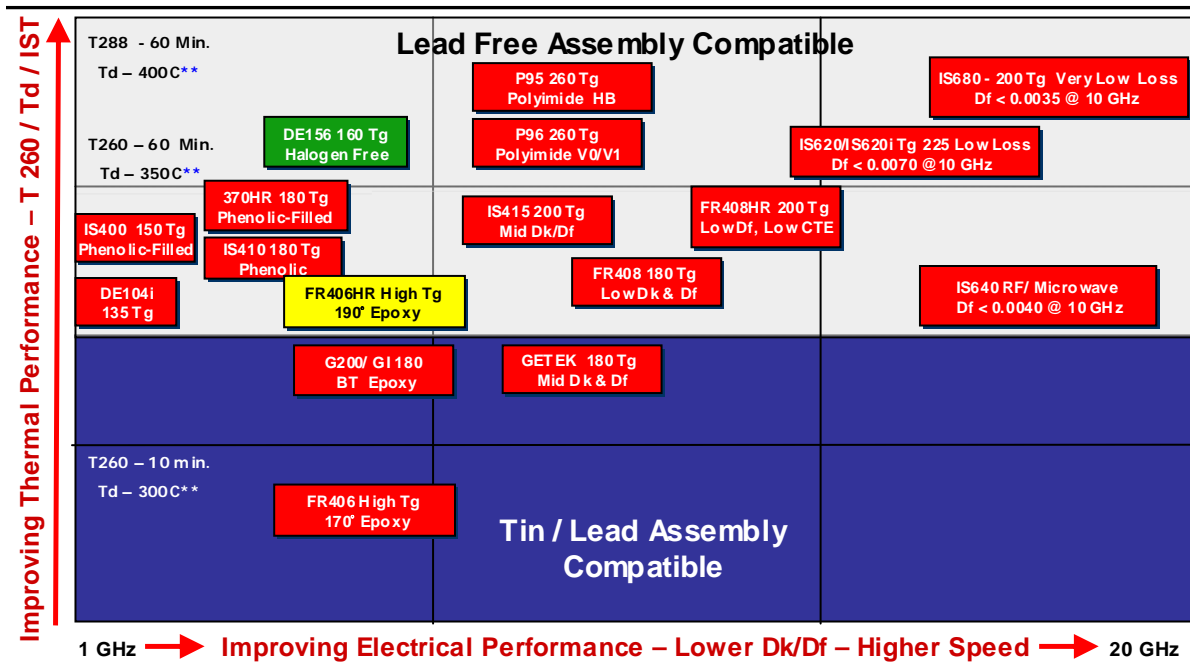 Improving Thermal Performance – T 260 / Td / IST
Lead Free Assembly Compatible
T288 - 60 Min.
Td – 400C**
T260 – 60 Min.
Td – 350C**
P95 260 Tg
Polyimide HB
IS680 - 200 Tg Very Low Loss
Df < 0.0035 @ 10 GHz
DE156 160 Tg
Halogen Free
P96 260 Tg
Polyimide V0/V1
IS620/IS620i Tg 225 Low Loss
Df < 0.0070 @ 10 GHz
370HR 180 Tg
Phenolic-Filled
IS400 150 Tg
Phenolic-Filled
IS410 180 Tg
Phenolic
IS415 200 Tg
Mid Dk/Df
FR408HR 200 Tg
Low Df, Low CTE
DE104i
135 Tg
FR406HR High Tg
190° Epoxy
FR408 180 Tg
Low Dk & Df
IS640 RF/ Microwave
Df < 0.0040 @ 10 GHz
G200/ GI 180
BT Epoxy
GETEK 180 Tg
Mid Dk & Df
T260 – 10 min.
Td – 300C**
FR406 High Tg
170° Epoxy
Tin / Lead Assembly
Compatible
1 GHz
Improving Electrical Performance – Lower Dk/Df – Higher Speed
20 GHz